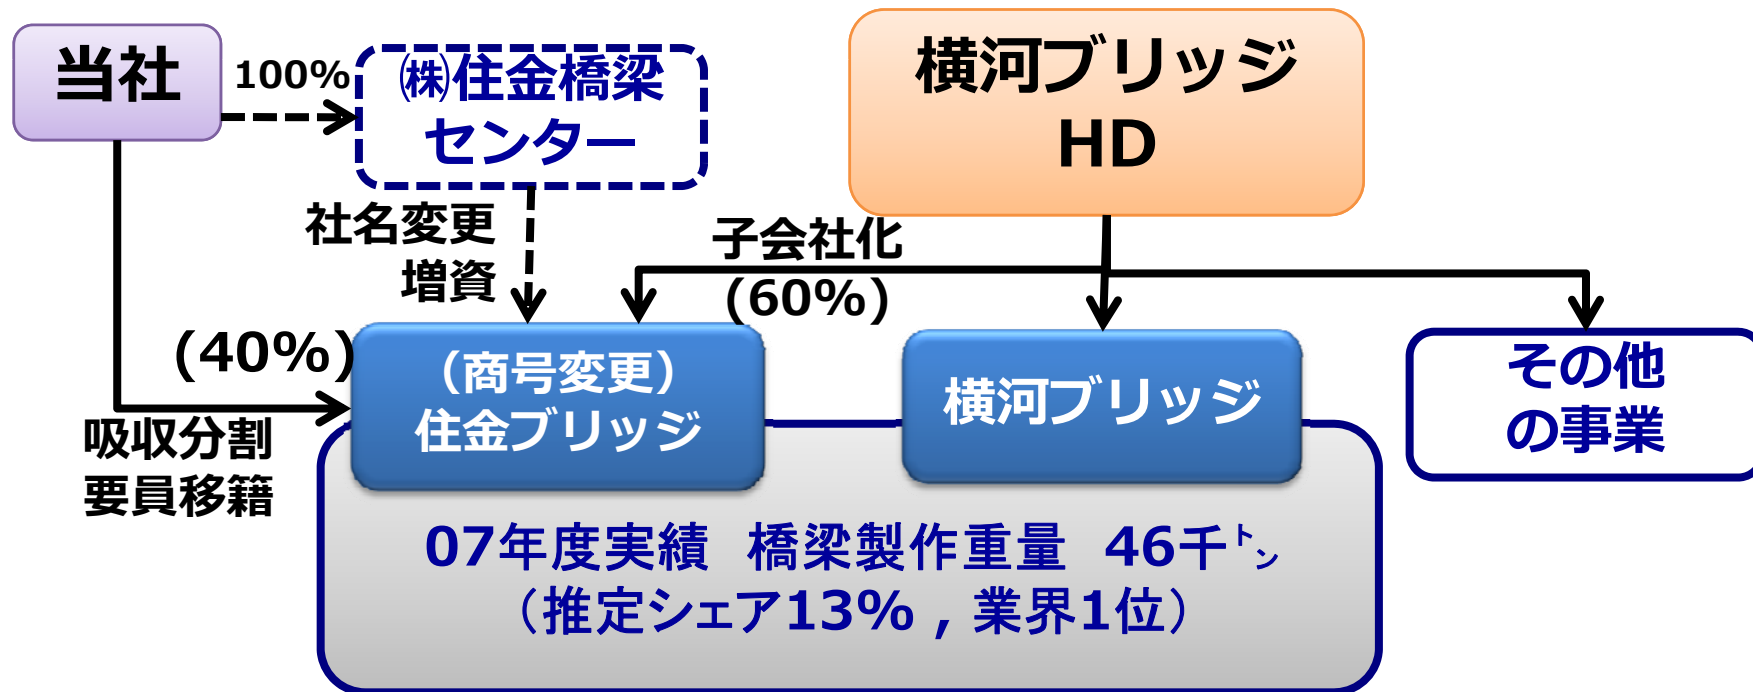 当社
100%
㈱住金橋梁
センター
横河ブリッジ
HD
社名変更
増資
子会社化
(60%)
(40%)
吸収分割
要員移籍
（商号変更）
住金ブリッジ
横河ブリッジ
その他
の事業
07年度実績　橋梁製作重量　46千㌧
（推定シェア13%，業界1位）